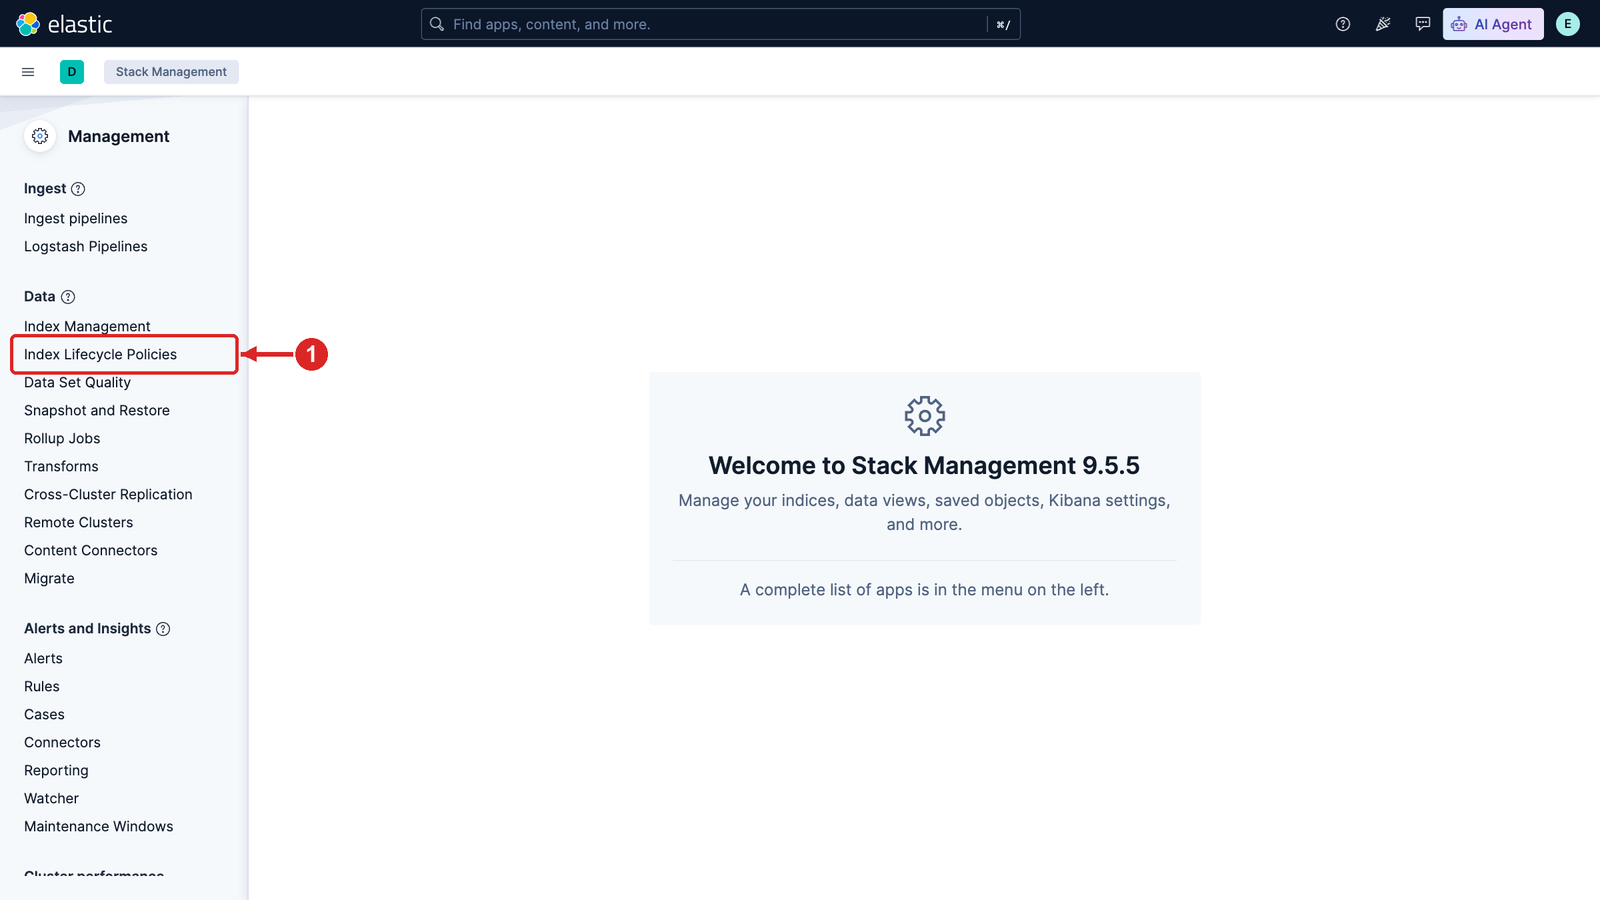 elastic
Find apps, content, and more.
⌘/
AI Agent
E
D
Stack Management
Management
Ingest
Ingest pipelines
Logstash Pipelines
Data
Index Management
Index Lifecycle Policies
1
Data Set Quality
Snapshot and Restore
Rollup Jobs
Transforms
Cross-Cluster Replication
Remote Clusters
Content Connectors
Migrate
Alerts and Insights
Alerts
Rules
Cases
Connectors
Reporting
Watcher
Maintenance Windows
Cluster performance
Welcome to Stack Management 9.5.5
Manage your indices, data views, saved objects, Kibana settings,
and more.
A complete list of apps is in the menu on the left.